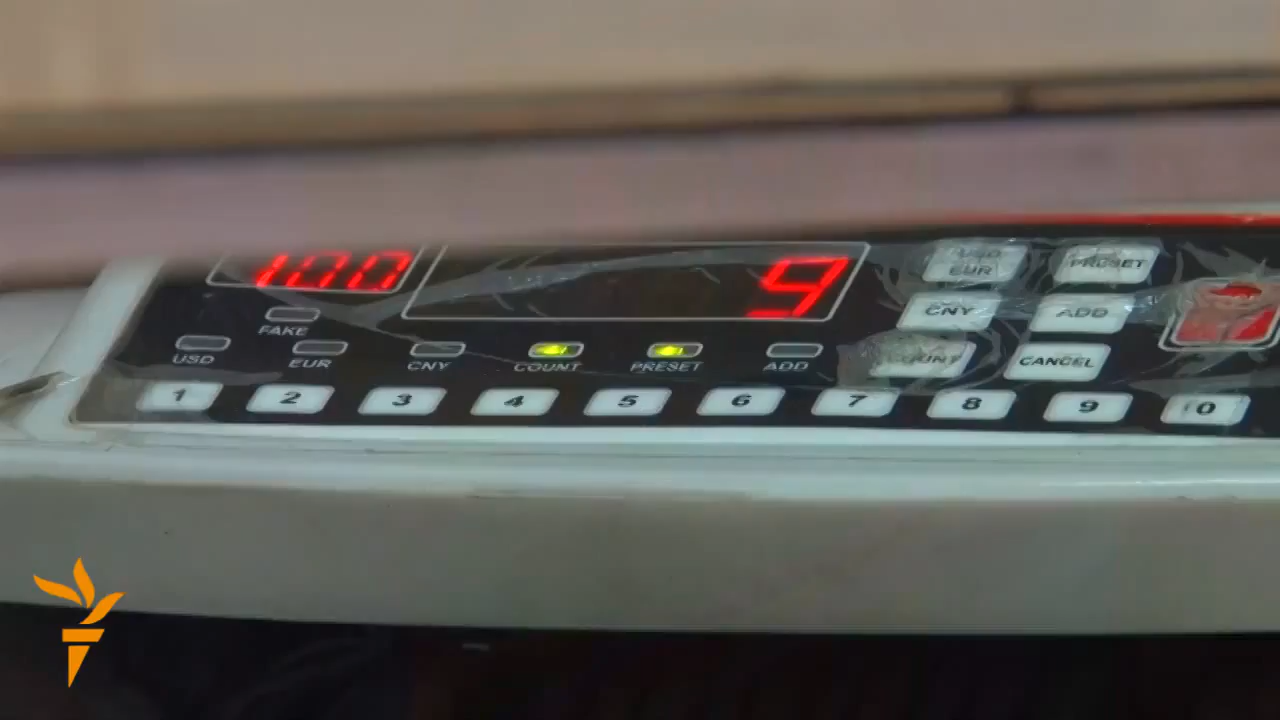 100 9
USD EUR
PRESET
CNY
ADD
FAKE
USD
EUR
CNY
COUNT
PRESET
ADD
COUNT
CANCEL
1 2 3 4 5 6 7 8 9 0